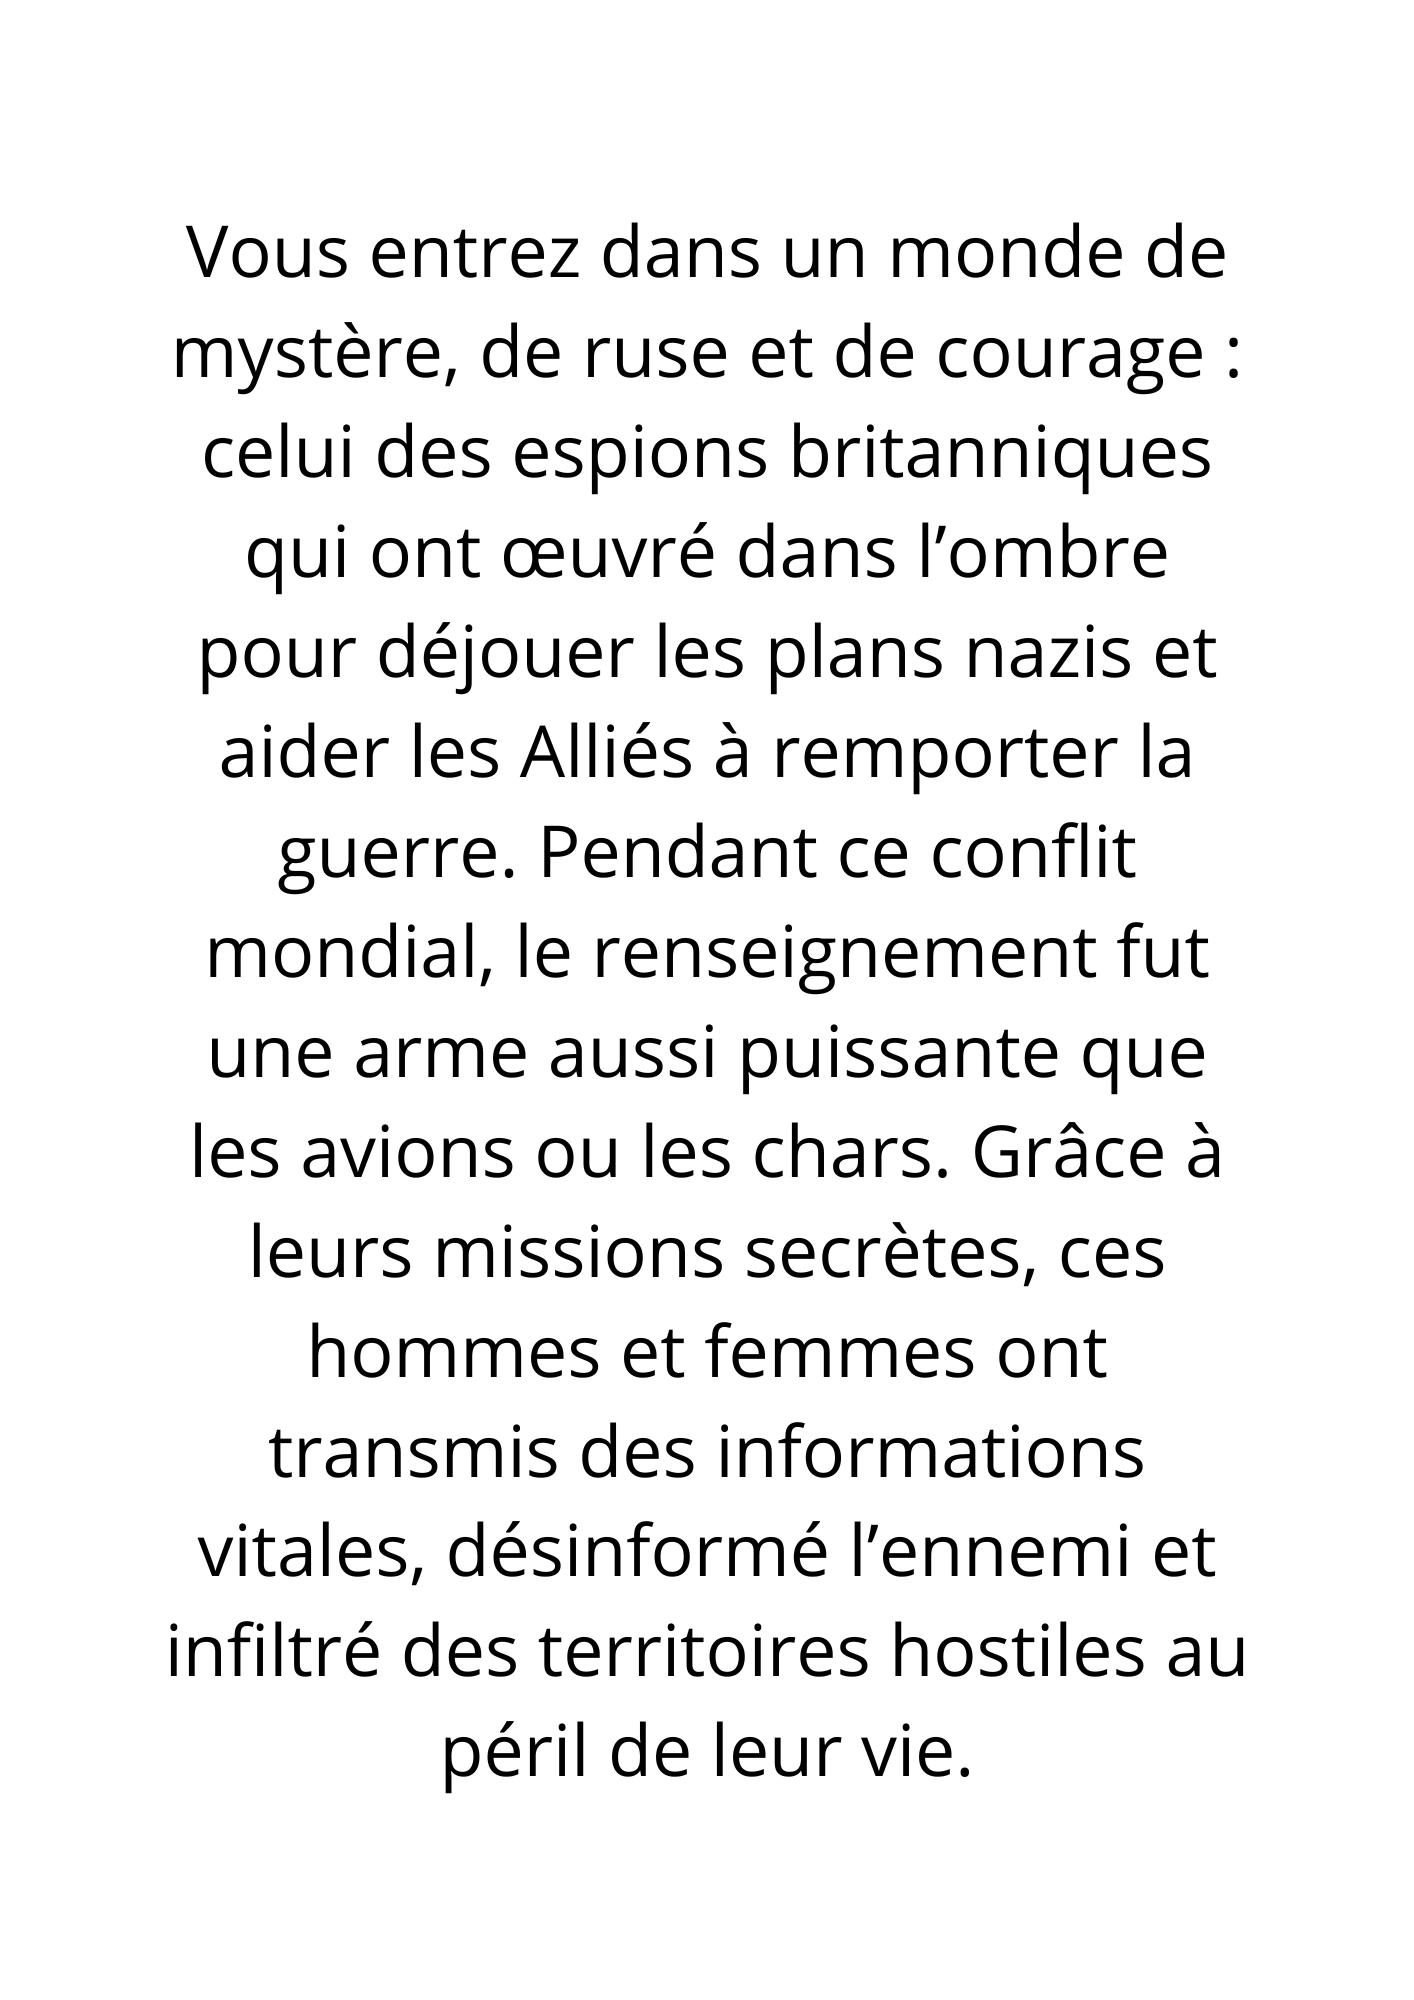 Vous entrez dans un monde de
mystère, de ruse et de courage :
celui des espions britanniques
qui ont œuvré dans l’ombre
pour déjouer les plans nazis et
aider les Alliés à remporter la
guerre. Pendant ce conflit
mondial, le renseignement fut
une arme aussi puissante que
les avions ou les chars. Grâce à
leurs missions secrètes, ces
hommes et femmes ont
transmis des informations
vitales, désinformé l’ennemi et
infiltré des territoires hostiles au
péril de leur vie.